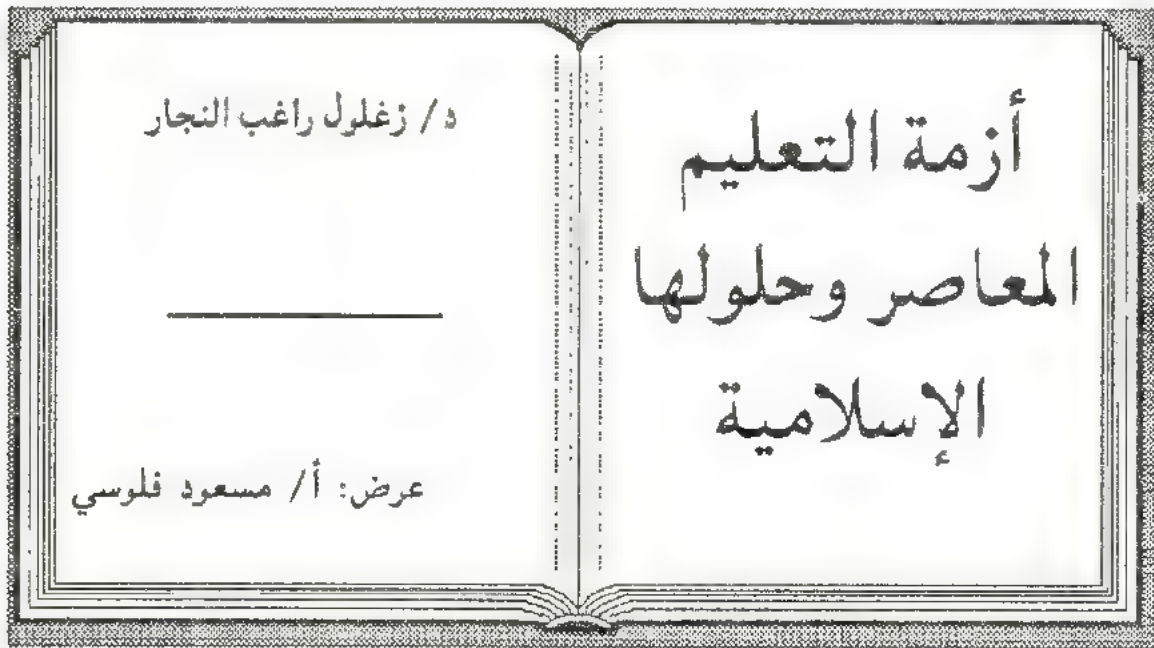 أزمة التعليم
المعاصر وحلولها
الإسلامية
د/ زغلول راغب النجار
عرض: أ/ مسعود فلوسي